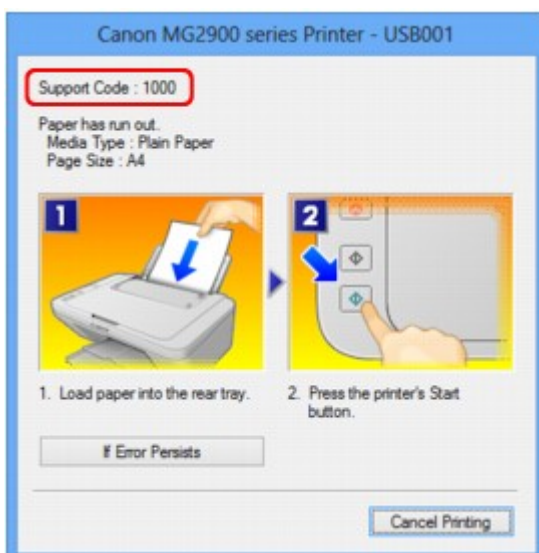 Canon MG2900 series Printer - USB001
Support Code : 1000
Paper has run out.
Media Type : Plain Paper
Page Size : A4
1
2
1. Load paper into the rear tray.
2. Press the printer's Start
button.
If Error Persists
Cancel Printing